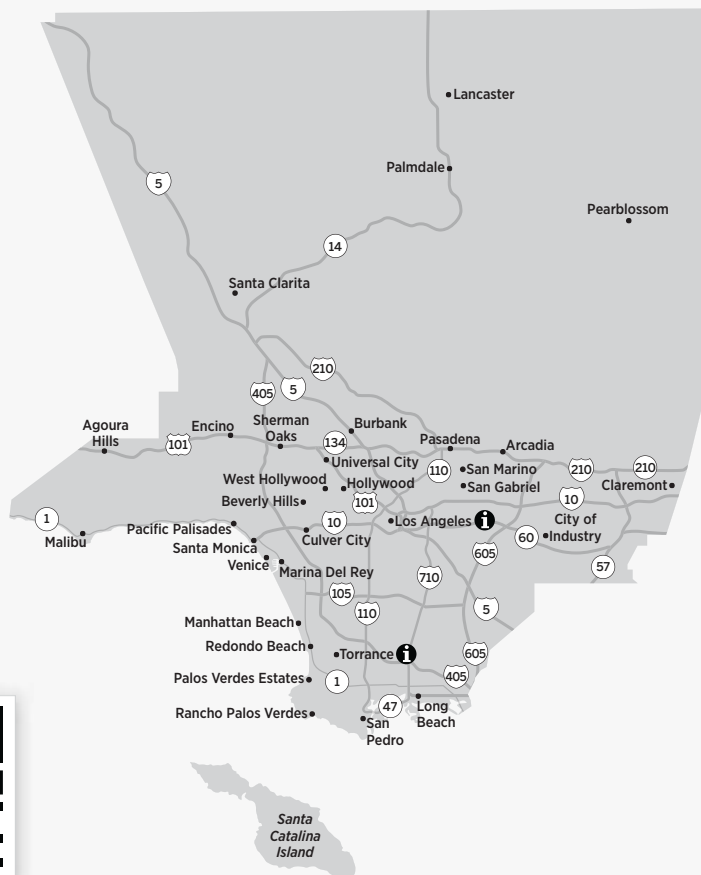 Lancaster
Palmdale
5
Pearblossom
14
Santa Clarita
210
405
5
Agoura
Hills
Encino
Sherman
Oaks
Burbank
101
134
Pasadena
Arcadia
Universal City
110
San Marino
210
210
West Hollywood
Hollywood
San Gabriel
Claremont
Beverly Hills
101
10
1
10
Los Angeles
i
City of
Industry
Malibu
Pacific Palisades
Culver City
60
Santa Monica
605
Venice
Marina Del Rey
710
57
105
110
5
Manhattan Beach
Redondo Beach
Torrance
i
605
Palos Verdes Estates
1
405
Rancho Palos Verdes
47
Long
Beach
San
Pedro
Santa
Catalina
Island